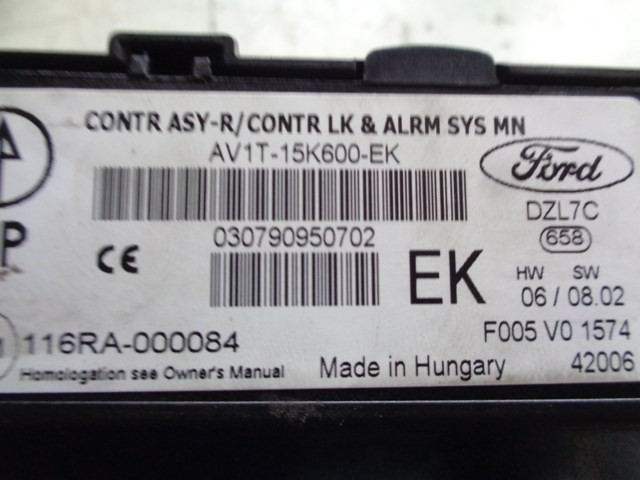 CONTR ASY-R/CONTR LK & ALRM SYS MN
AV1T-15K600-EK
Ford
DZL7C
658
P
CE
030790950702
EK
HW SW
06 / 08.02
116RA-000084
F005 V0 1574
Homologation see Owner's Manual
Made in Hungary
42006